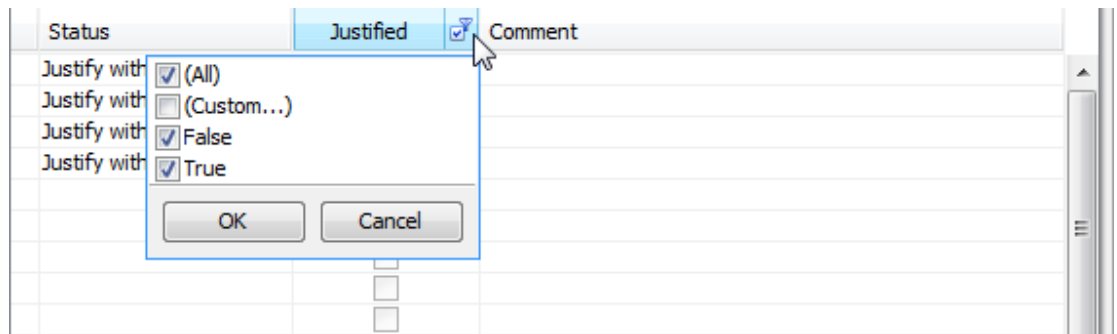 Status Justified Comment
Justify with
(All)
Justify with
(Custom...)
Justify with
False
Justify with
True
OK Cancel